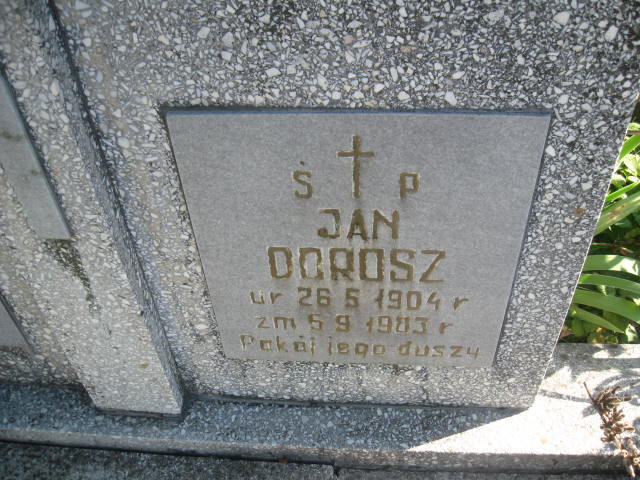 Ś P
JAN
DOROSZ
ur 26 5 1904 r
zm 5 9 1983 r
Pokój jego duszy